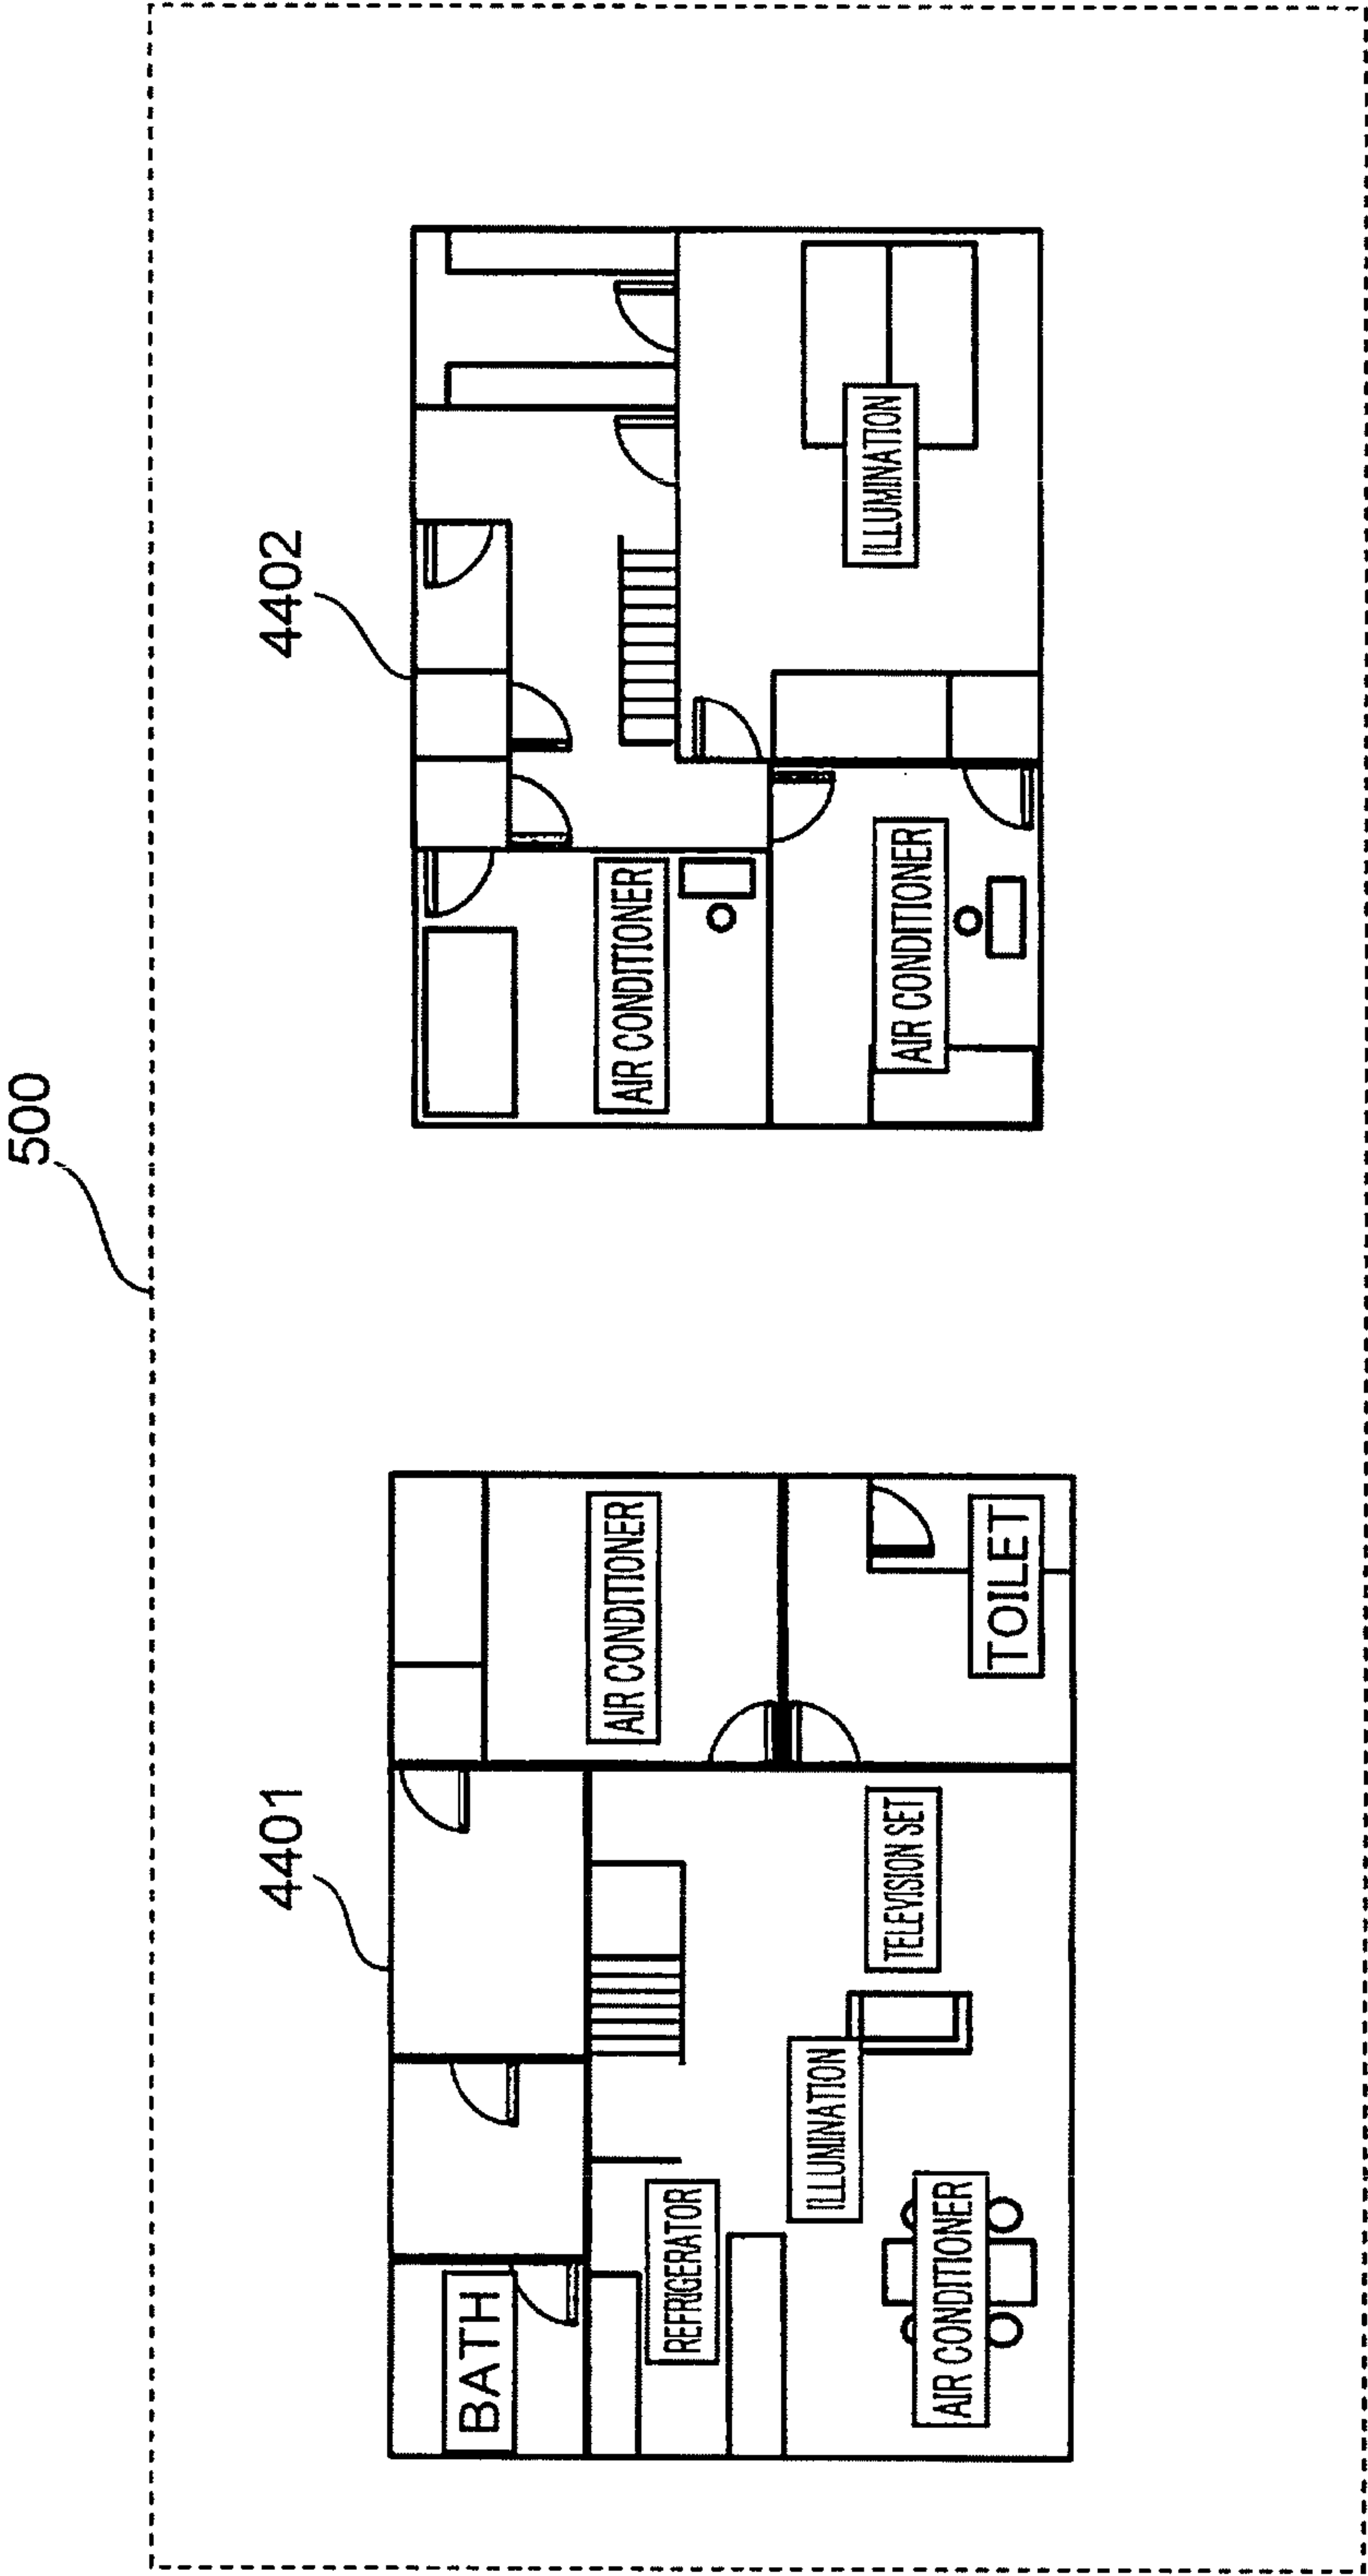 500
4401
4402
BATH
REFRIGERATOR
ILLUMINATION
AIR CONDITIONER
TELEVISION SET
AIR CONDITIONER
TOILET
AIR CONDITIONER
AIR CONDITIONER
ILLUMINATION